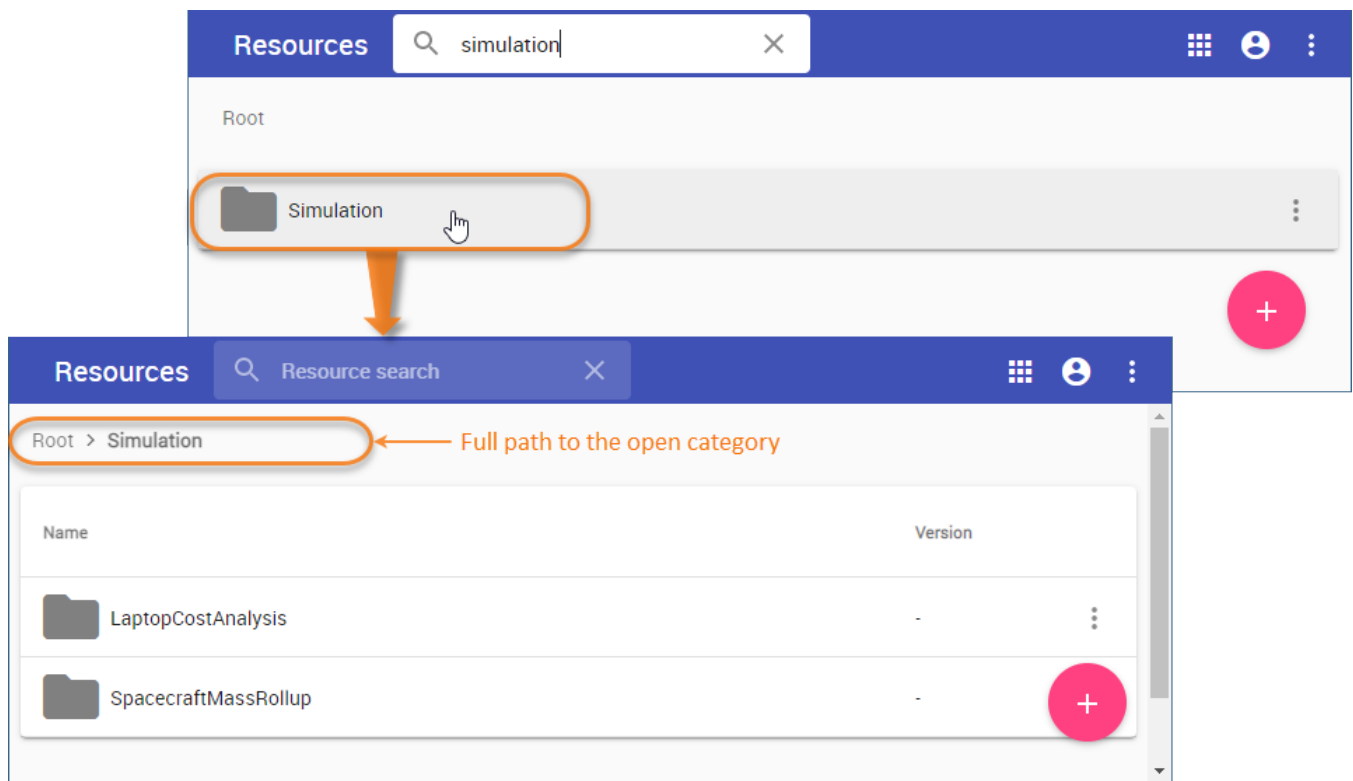 Resources simulation
Root
Simulation
Resources Resource search
Root > Simulation Full path to the open category
Name Version
LaptopCostAnalysis -
SpacecraftMassRollup -